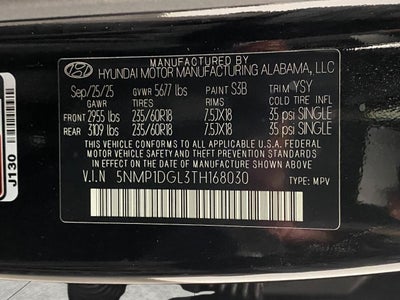 MANUFACTURED BY
HYUNDAI MOTOR MANUFACTURING ALABAMA, LLC
Sep/25/25 GVWR 5677 lbs PAINT S3B TRIM YSY
GAWR TIRES RIMS COLD TIRE PRESSURE
FRONT 2955 lbs 235/60R18 7.5JX18 35 psi SINGLE
REAR 3109 lbs 235/60R18 7.5JX18 35 psi SINGLE
THIS VEHICLE CONFORMS TO ALL APPLICABLE U.S.A. FEDERAL
MOTOR VEHICLE SAFETY AND THEFT PREVENTION STANDARDS
IN EFFECT ON THE DATE OF MANUFACTURE SHOWN ABOVE.
V.I.N 5NMP1DGL3TH168030 TYPE: MPV
J130